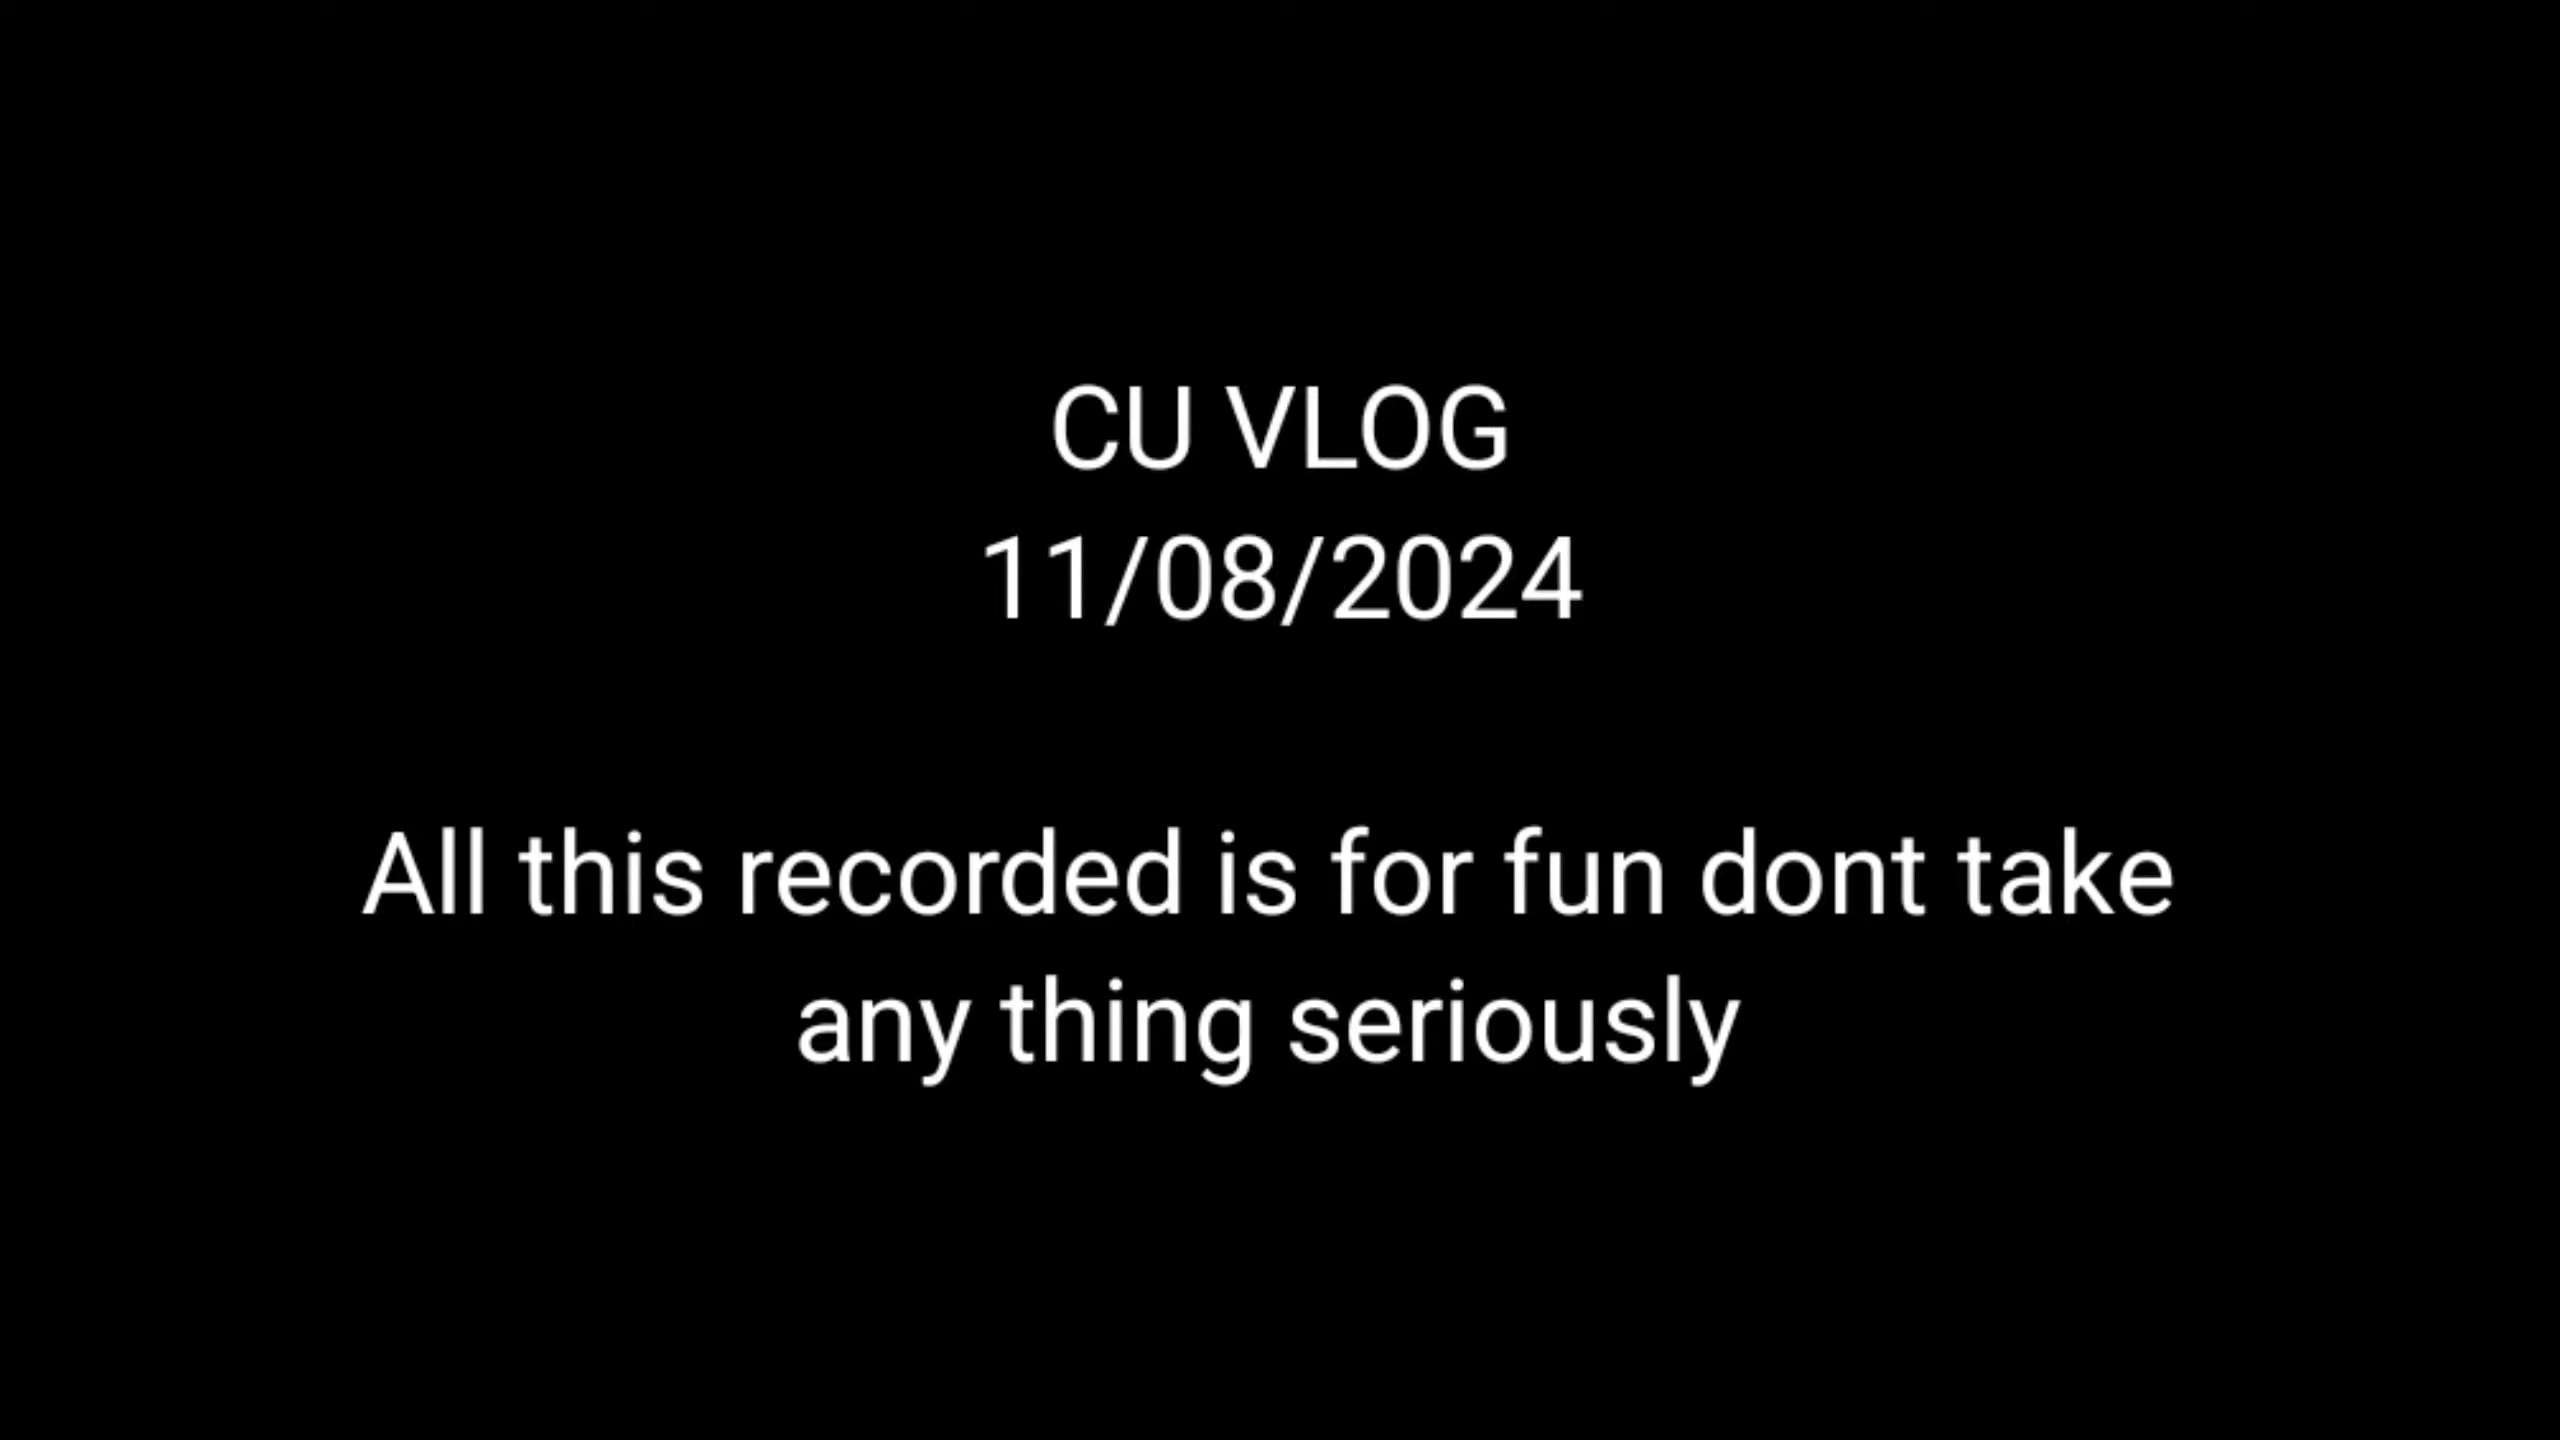 CU VLOG
11/08/2024
All this recorded is for fun dont take
any thing seriously